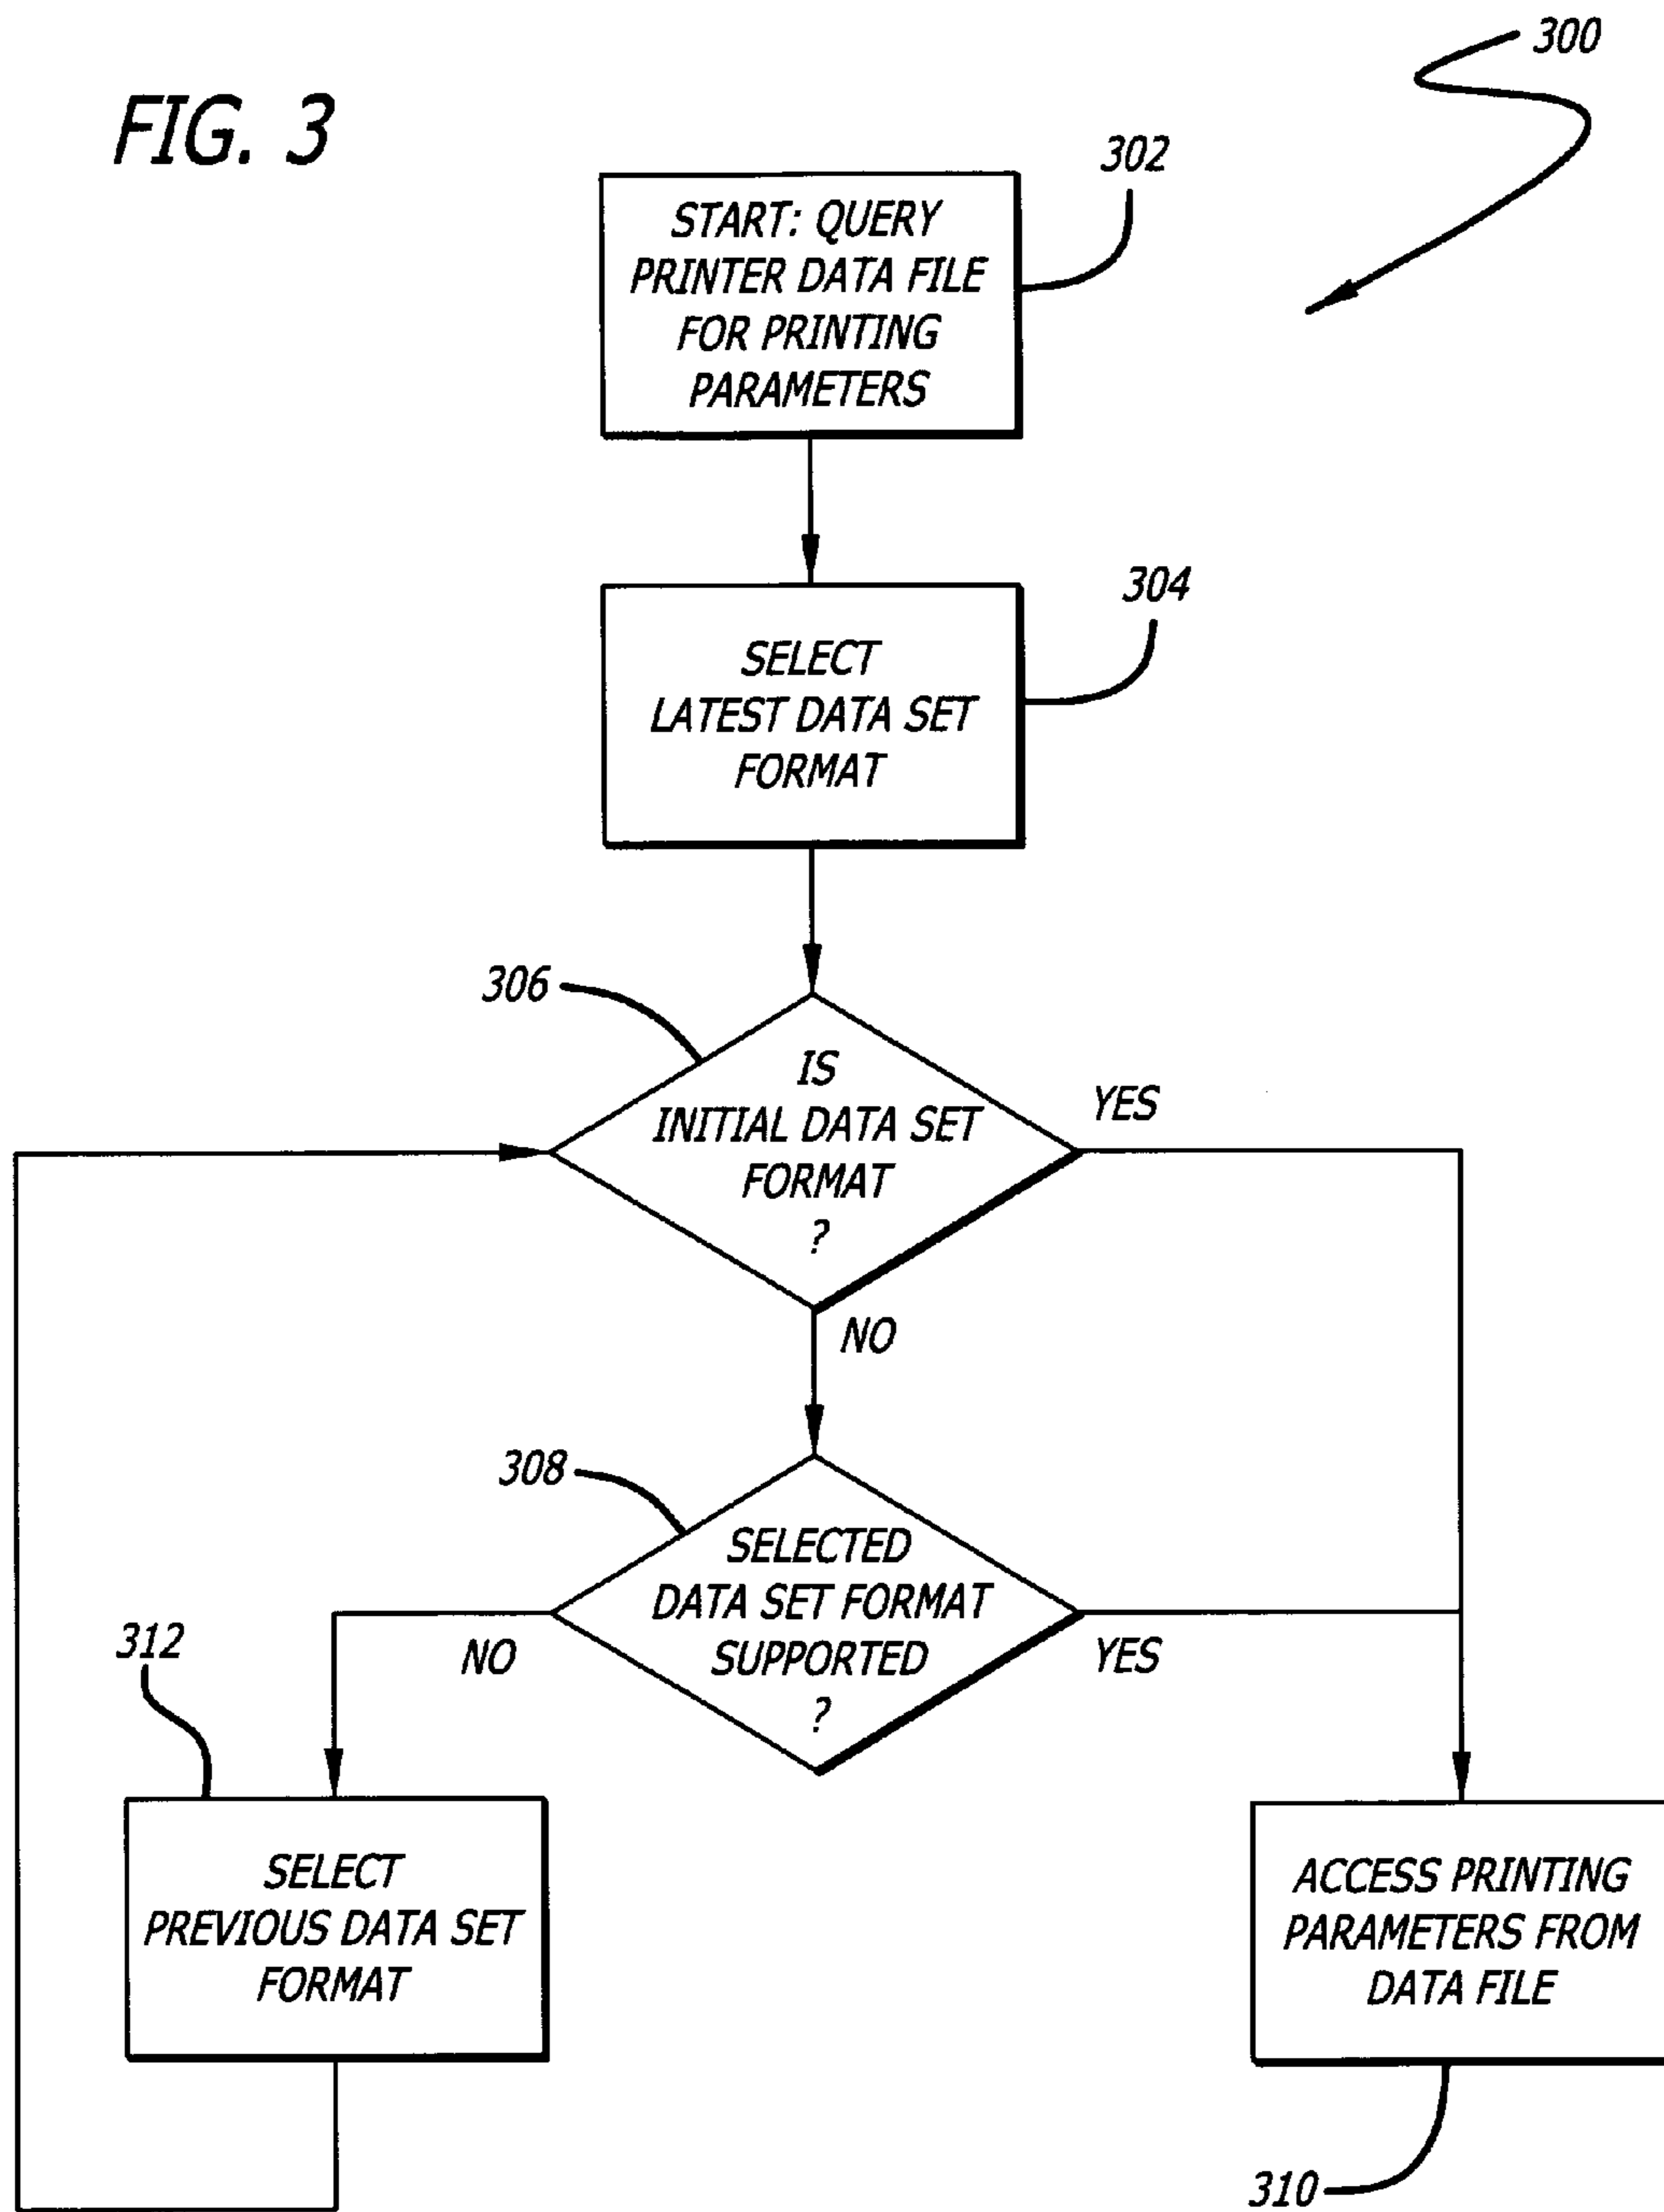 FIG. 3
300
302
START: QUERY
PRINTER DATA FILE
FOR PRINTING
PARAMETERS
304
SELECT
LATEST DATA SET
FORMAT
306
IS
INITIAL DATA SET
FORMAT
?
YES
NO
308
SELECTED
DATA SET FORMAT
SUPPORTED
?
NO
YES
312
SELECT
PREVIOUS DATA SET
FORMAT
ACCESS PRINTING
PARAMETERS FROM
DATA FILE
310